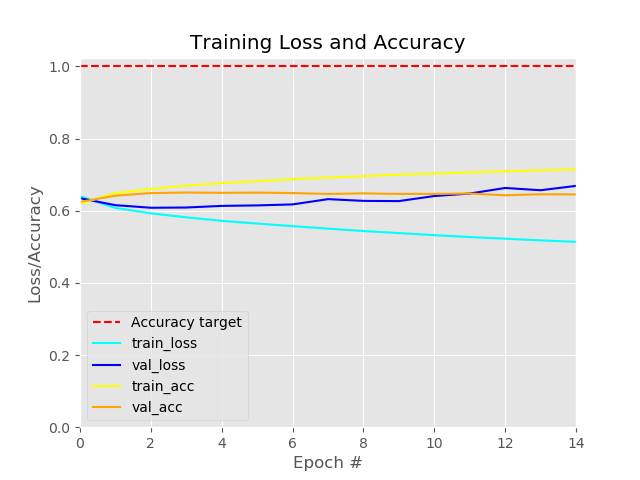 Training Loss and Accuracy
Loss/Accuracy
1.0
0.8
0.6
0.4
0.2
0.0
Accuracy target
train_loss
val_loss
train_acc
val_acc
0 2 4 6 8 10 12 14
Epoch #